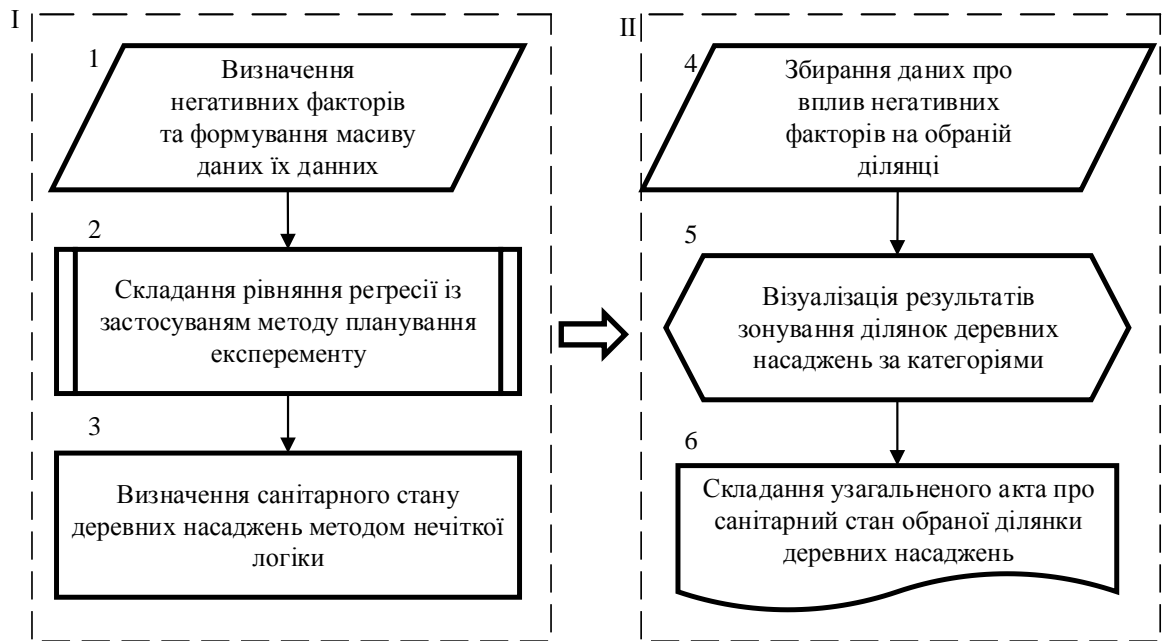 I
1
Визначення
негативних факторів
та формування масиву
даних їх данних
2
Складання рівняння регресії із
застосуваням методу планування
експеременту
3
Визначення санітарного стану
деревних насаджень методом нечіткої
логіки
II
4
Збирання даних про
вплив негативних
факторів на обраній
ділянці
5
Візуалізація результатів
зонування ділянок деревних
насаджень за категоріями
6
Складання узагальненого акта про
санітарний стан обраної ділянки
деревних насаджень